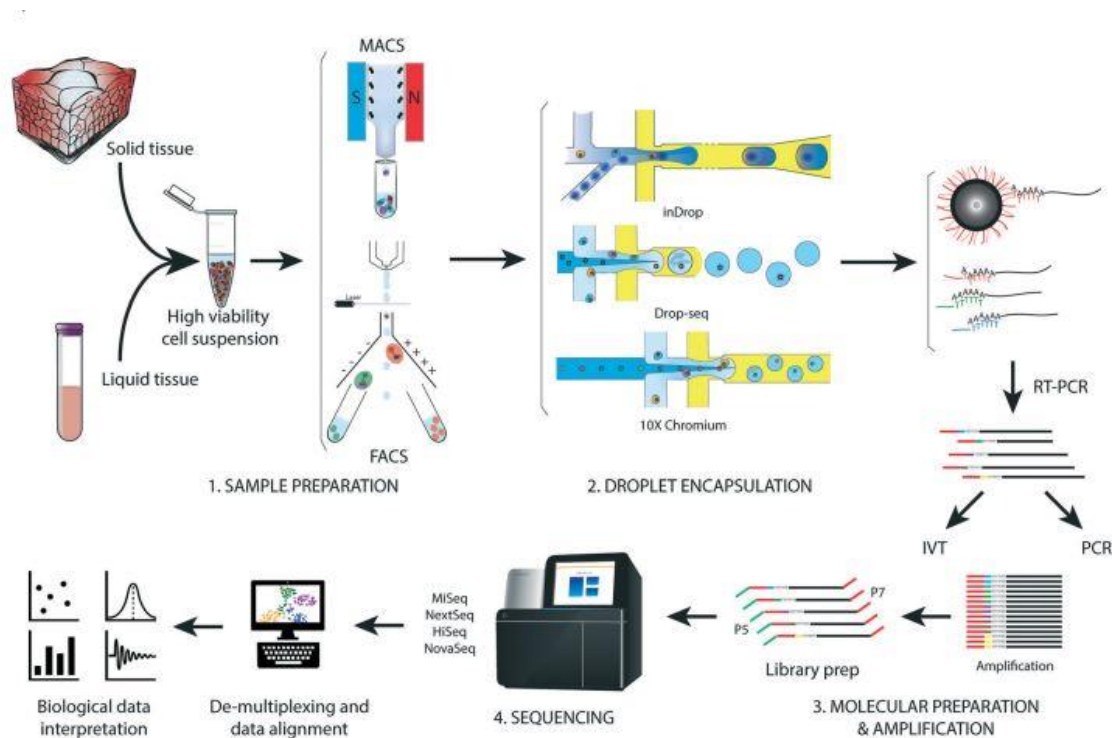 MACS
S
N
Solid tissue
High viability
cell suspension
Liquid tissue
Laser
- - - -
+ + + + +
FACS
1. SAMPLE PREPARATION
inDrop
Drop-seq
10X Chromium
2. DROPLET ENCAPSULATION
RT-PCR
IVT
PCR
Amplification
P7
P5
Library prep
3. MOLECULAR PREPARATION
& AMPLIFICATION
MiSeq
NextSeq
HiSeq
NovaSeq
4. SEQUENCING
De-multiplexing and
data alignment
Biological data
interpretation